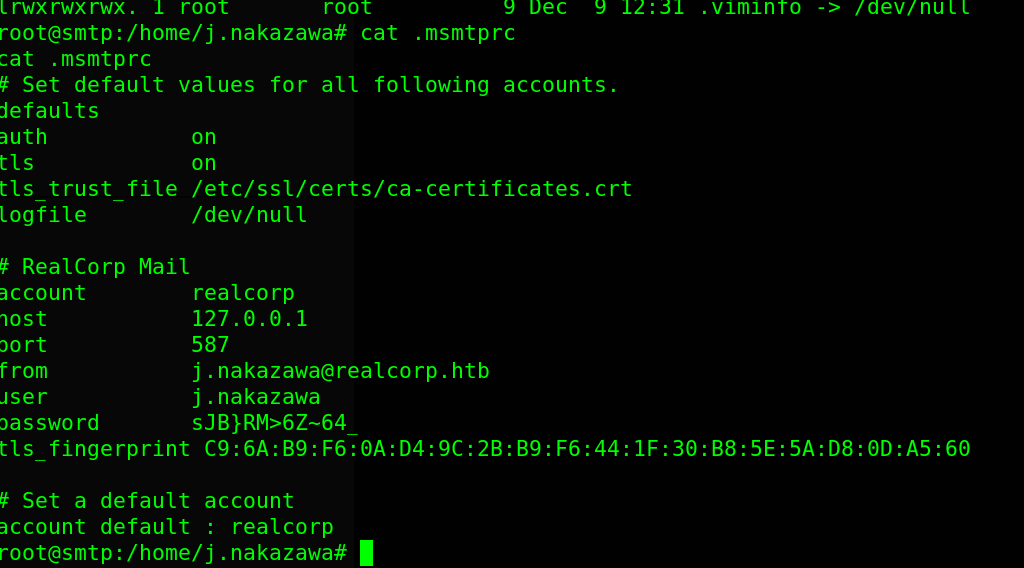 lrwxrwxrwx. 1 root       root          9 Dec  9 12:31 .viminfo -> /dev/null
root@smtp:/home/j.nakazawa# cat .msmtprc
cat .msmtprc
# Set default values for all following accounts.
defaults
auth           on
tls            on
tls_trust_file /etc/ssl/certs/ca-certificates.crt
logfile        /dev/null

# RealCorp Mail
account        realcorp
host           127.0.0.1
port           587
from           j.nakazawa@realcorp.htb
user           j.nakazawa
password       sJB}RM>6Z~64_
tls_fingerprint C9:6A:B9:F6:0A:D4:9C:2B:B9:F6:44:1F:30:B8:5E:5A:D8:0D:A5:60

# Set a default account
account default : realcorp
root@smtp:/home/j.nakazawa#